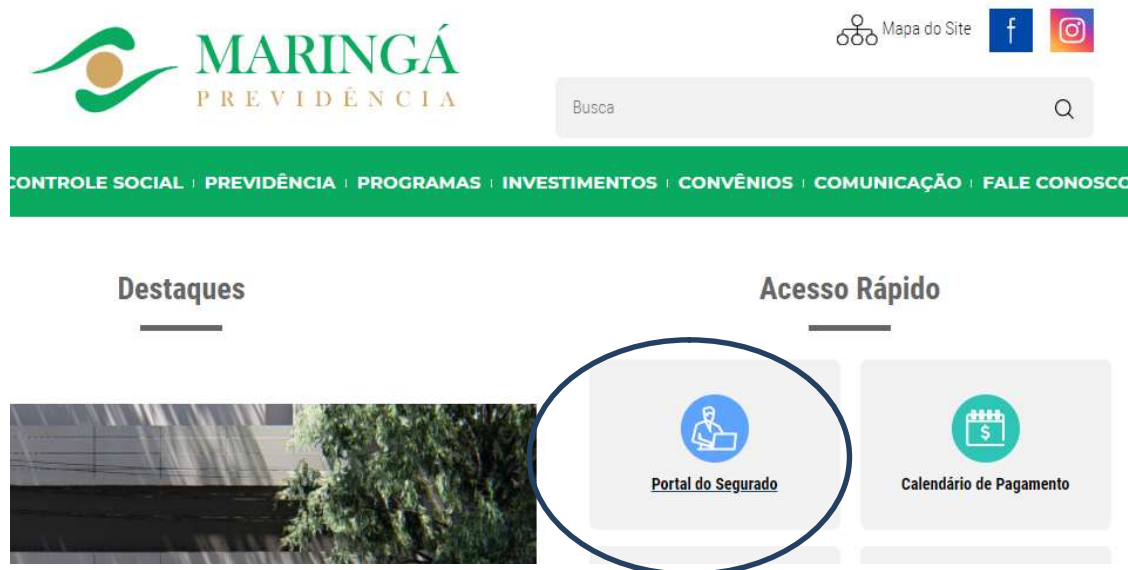 MARINGÁ
PREVIDÊNCIA
Mapa do Site
Busca
CONTROLE SOCIAL PREVIDÊNCIA PROGRAMAS INVESTIMENTOS CONVÊNIOS COMUNICAÇÃO FALE CONOSCO
Destaques
Acesso Rápido
Portal do Segurado
Calendário de Pagamento